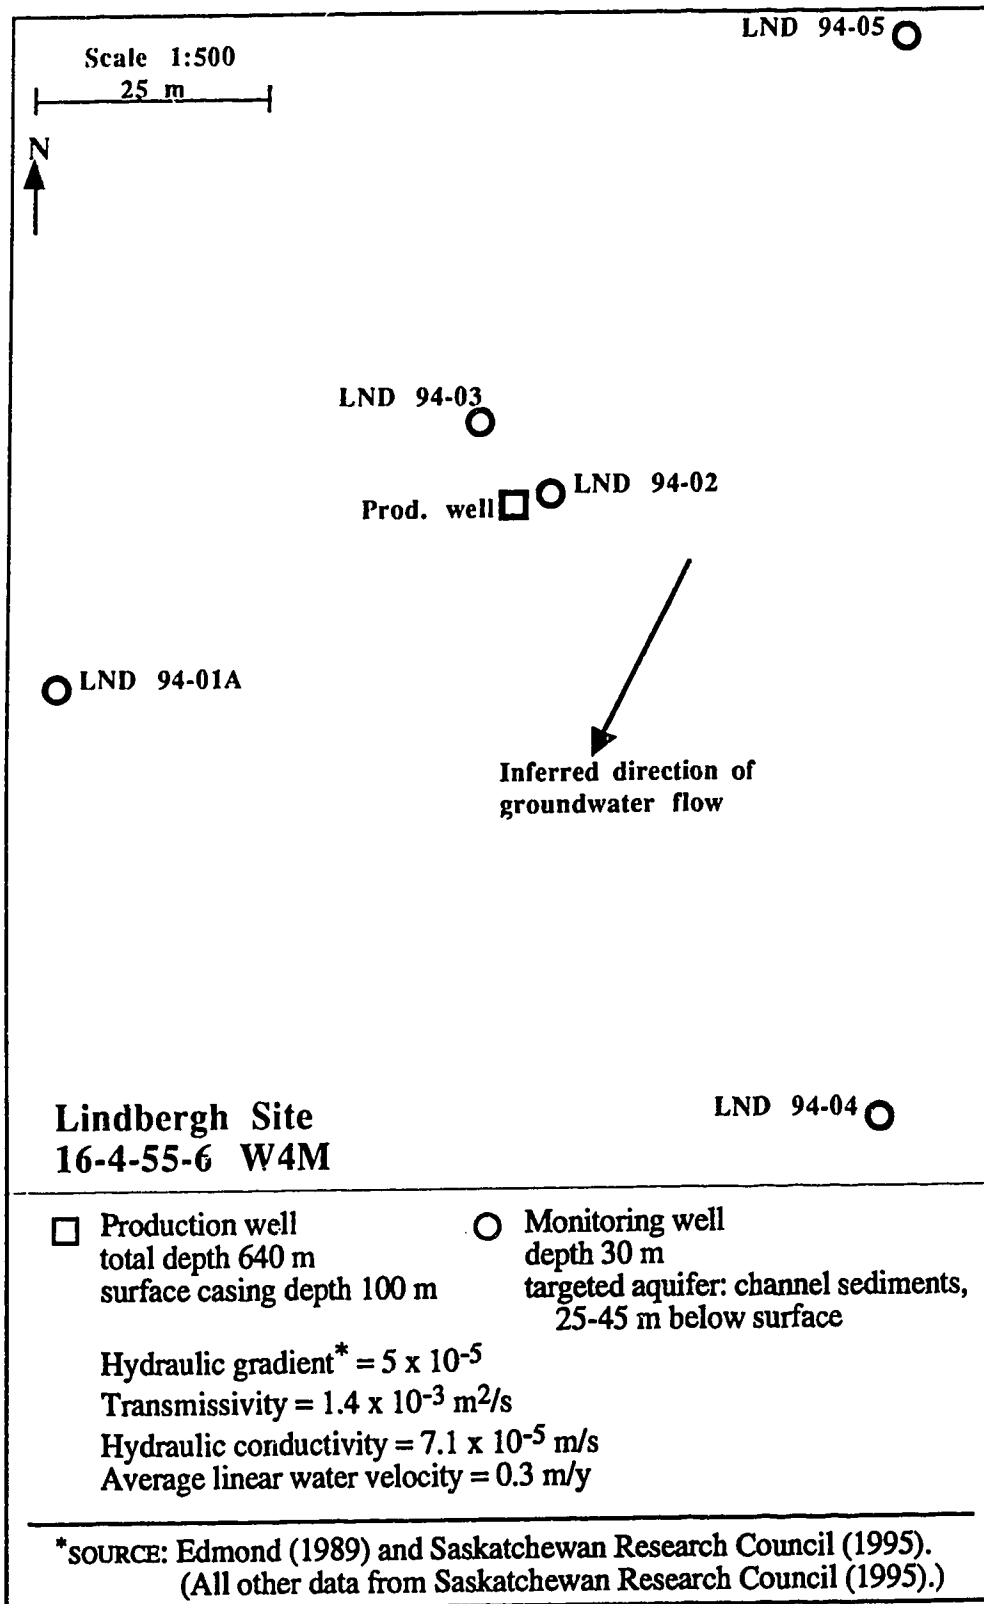 LND 94-05
Scale 1:500
25 m
N
LND 94-03
LND 94-02
Prod. well
LND 94-01A
Inferred direction of
groundwater flow
LND 94-04
Lindbergh Site
16-4-55-6 W4M
Production well
total depth 640 m
surface casing depth 100 m
Monitoring well
depth 30 m
targeted aquifer: channel sediments,
25-45 m below surface
Hydraulic gradient* = 5 x 10-5
Transmissivity = 1.4 x 10-3 m2/s
Hydraulic conductivity = 7.1 x 10-5 m/s
Average linear water velocity = 0.3 m/y
*SOURCE: Edmond (1989) and Saskatchewan Research Council (1995).
(All other data from Saskatchewan Research Council (1995).)